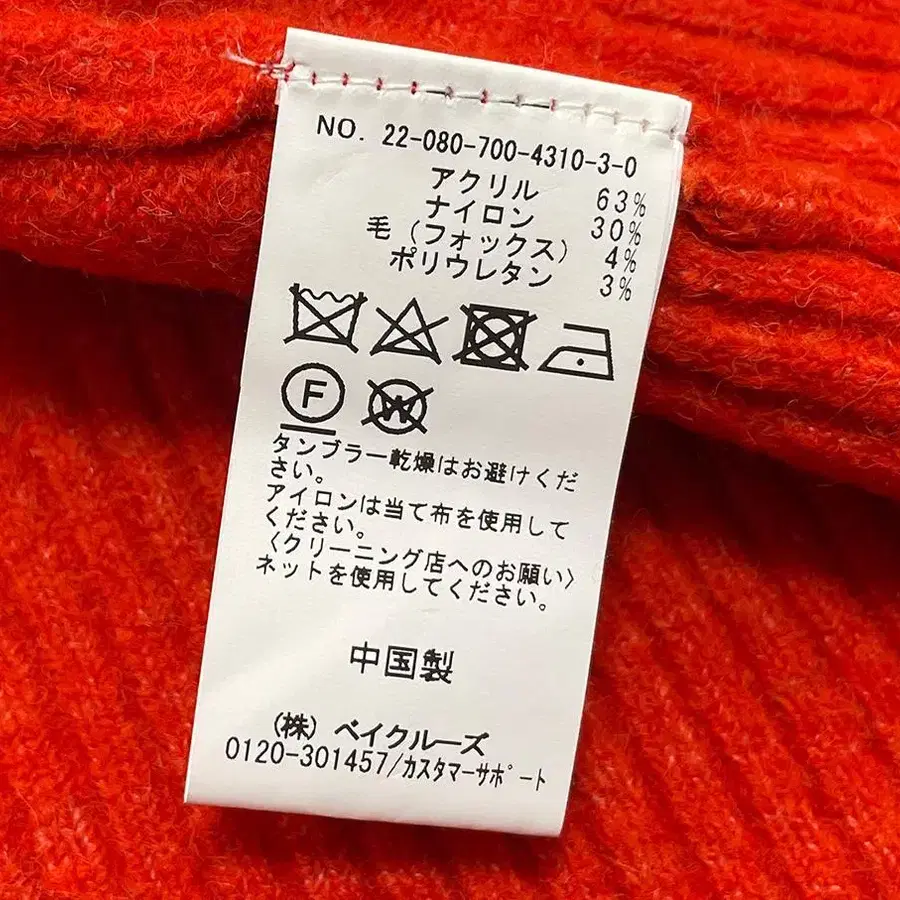 NO. 22-080-700-4310-3-0
アクリル 63%
ナイロン 30%
毛(フォックス) 4%
ポリウレタン 3%
F
W
タンブラー乾燥はお避けくだ
さい。
アイロンは当て布を使用して
ください。
〈クリーニング店へのお願い〉
ネットを使用してください。
中国製
(株)ベイクルーズ
0120-301457/カスタマーサポート